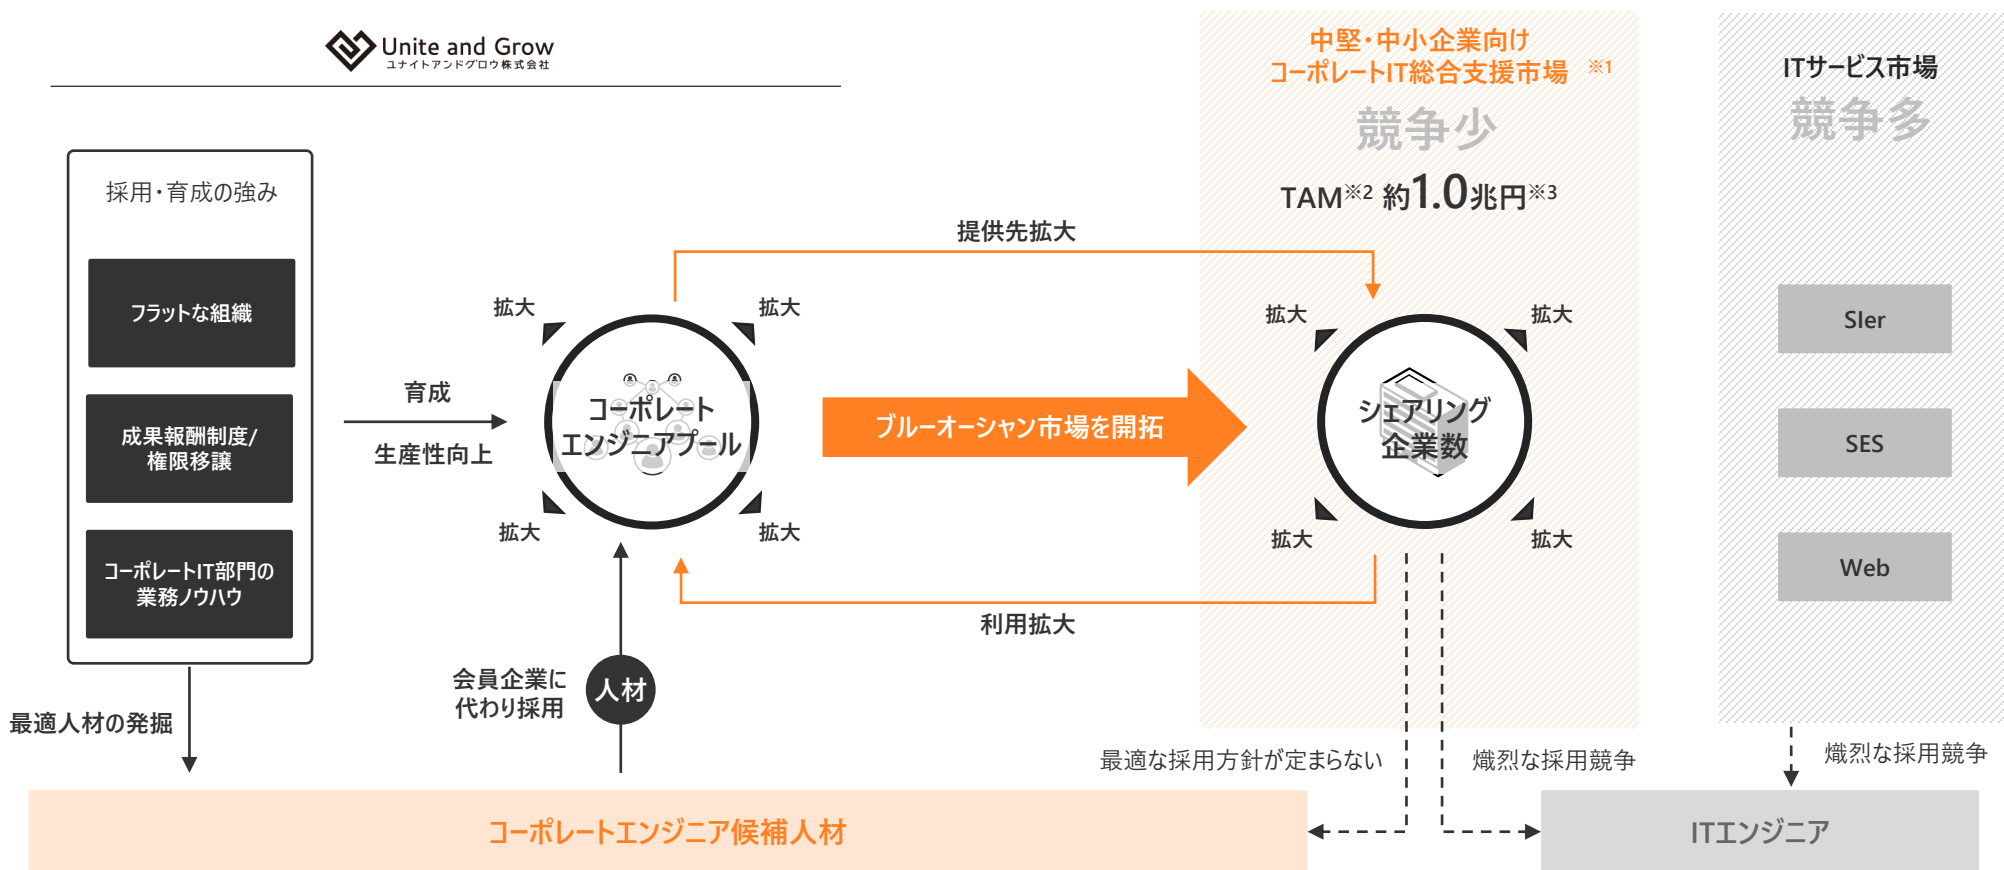 Unite and Grow
ユナイトアンドグロウ株式会社
採用・育成の強み
フラットな組織
成果報酬制度/
権限移譲
コーポレートIT部門の
業務ノウハウ
最適人材の発掘
育成
生産性向上
拡大
拡大
コーポレート
エンジニアプール
拡大
拡大
会員企業に
代わり採用
人材
提供先拡大
ブルーオーシャン市場を開拓
利用拡大
中堅・中小企業向け
コーポレートIT総合支援市場 ※1
競争少
TAM※2 約1.0兆円※3
拡大
拡大
シェアリング
企業数
拡大
拡大
最適な採用方針が定まらない
熾烈な採用競争
ITサービス市場
競争多
SIer
SES
Web
熾烈な採用競争
コーポレートエンジニア候補人材
ITエンジニア